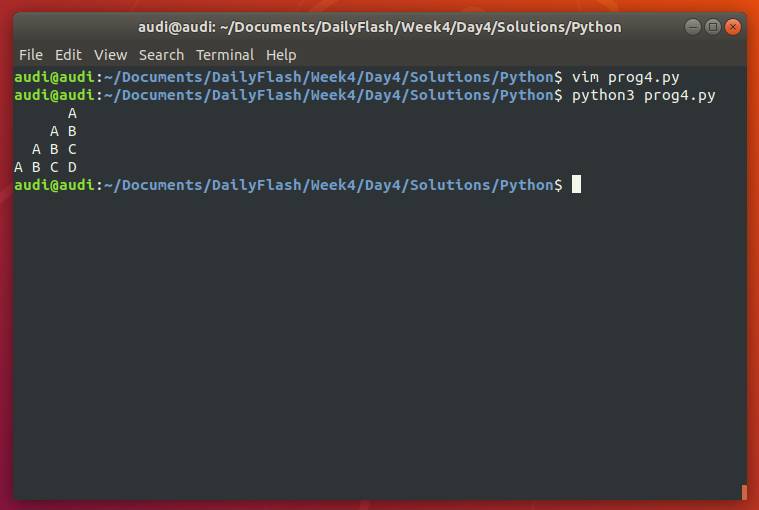 audi@audi: ~/Documents/DailyFlash/Week4/Day4/Solutions/Python
File Edit View Search Terminal Help
audi@audi:~/Documents/DailyFlash/Week4/Day4/Solutions/Python$ vim prog4.py
audi@audi:~/Documents/DailyFlash/Week4/Day4/Solutions/Python$ python3 prog4.py
      A
    A B
  A B C
A B C D
audi@audi:~/Documents/DailyFlash/Week4/Day4/Solutions/Python$